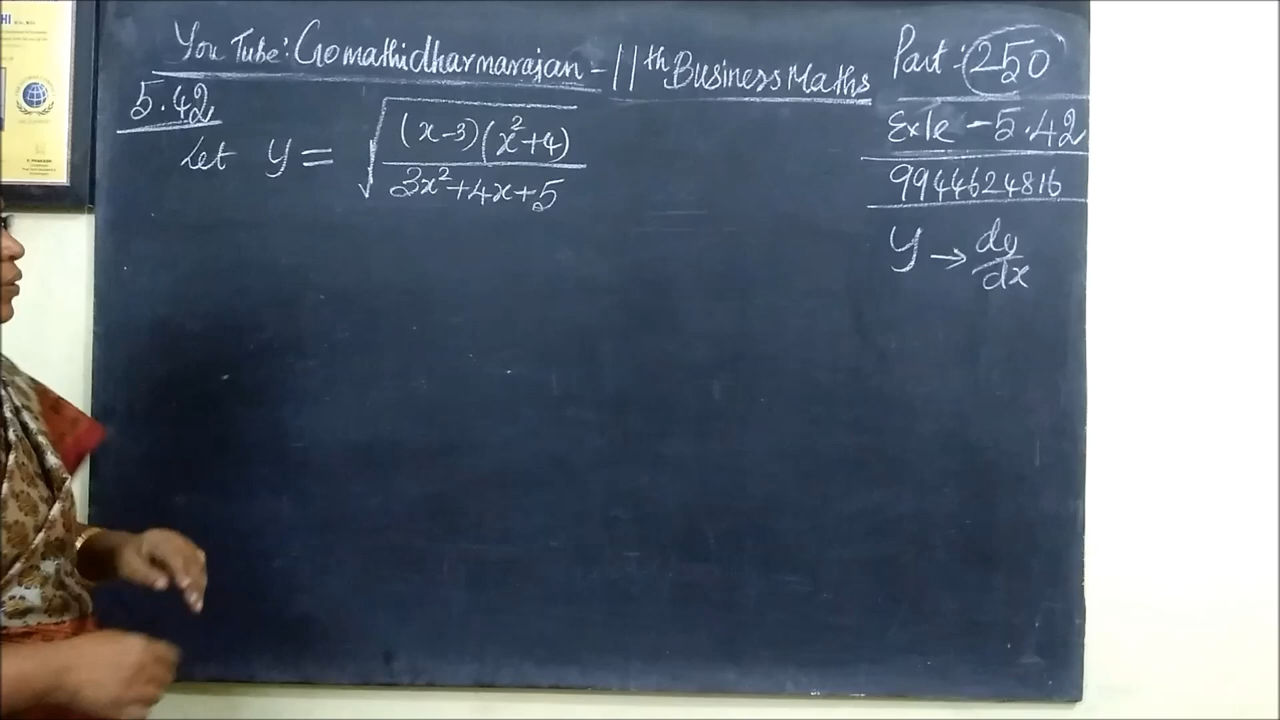 You Tube: Gomathidharmarajan - 11th Business Maths
Part : 250
5.42
Exle - 5.42
Let y = √((x-3)(x²+4) / 3x²+4x+5)
9944624816
y → dy/dx